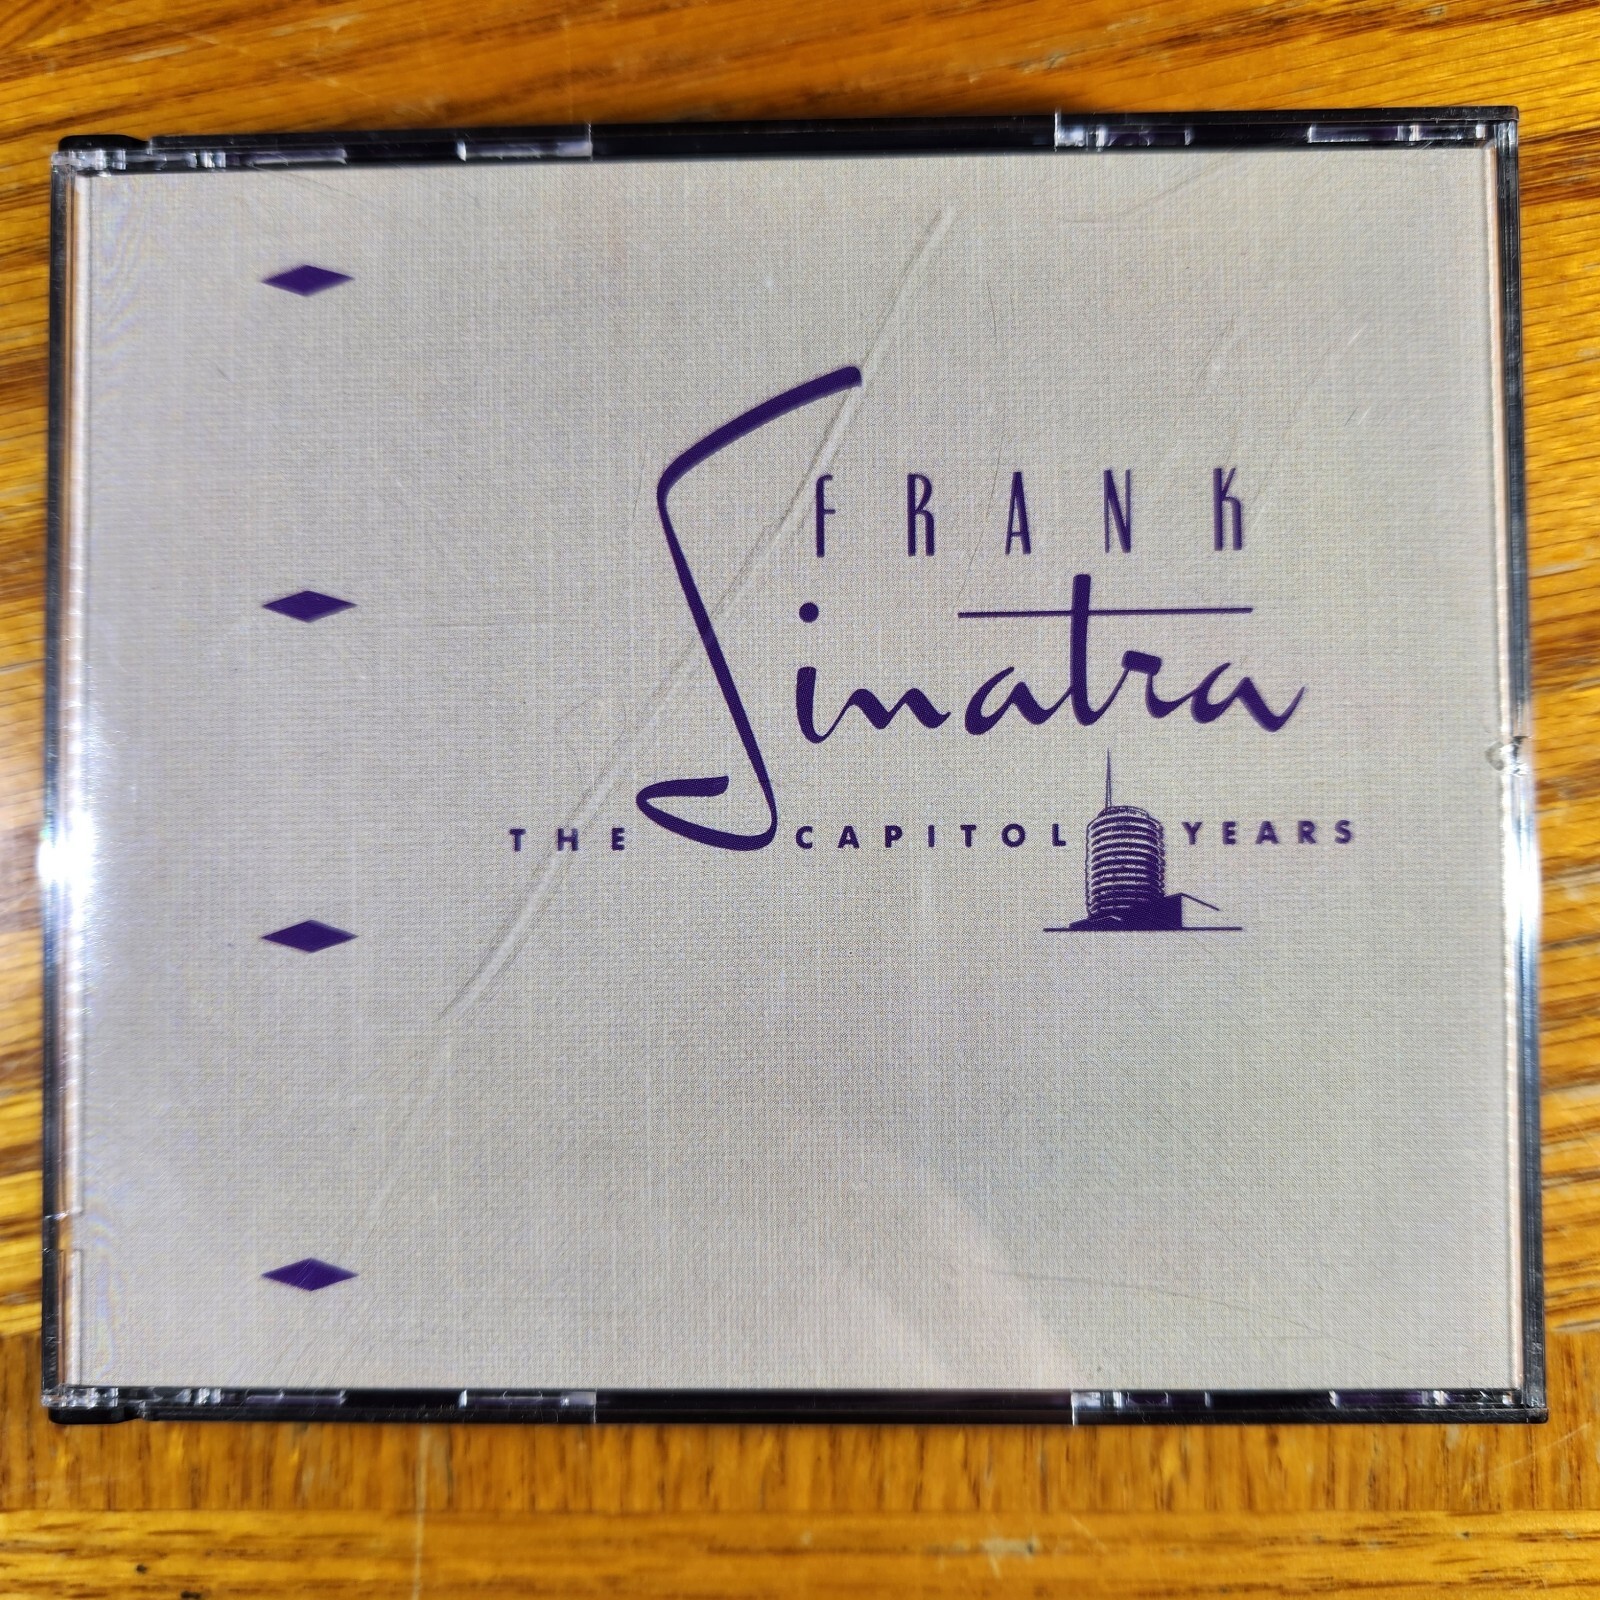 FRANK
Sinatra
THE CAPITOL YEARS